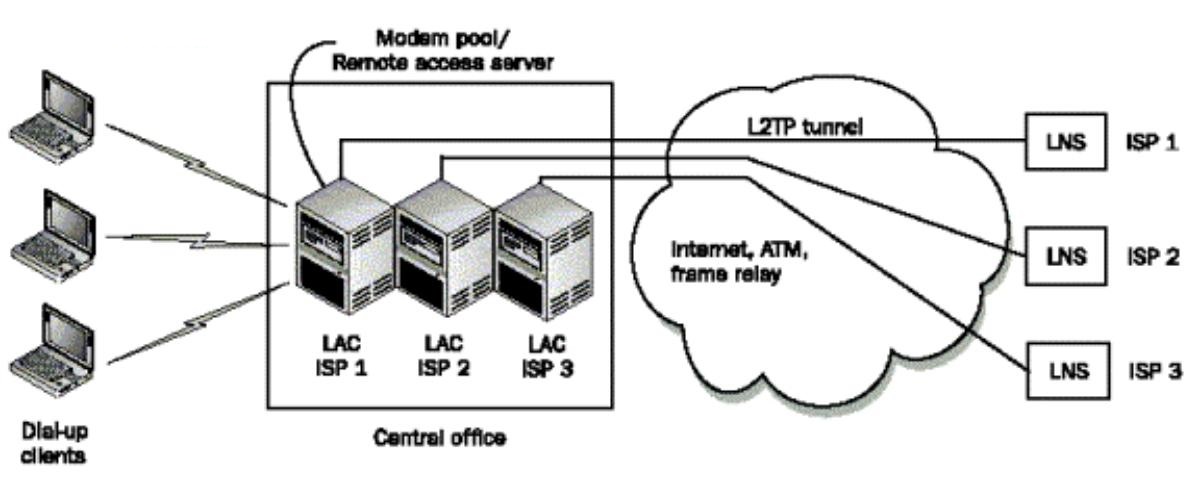 Modem pool/
Remote access server
L2TP tunnel
LNS ISP 1
Internet, ATM,
frame relay
LNS ISP 2
LAC LAC LAC
ISP 1 ISP 2 ISP 3
LNS ISP 3
Dial-up
clients
Central office